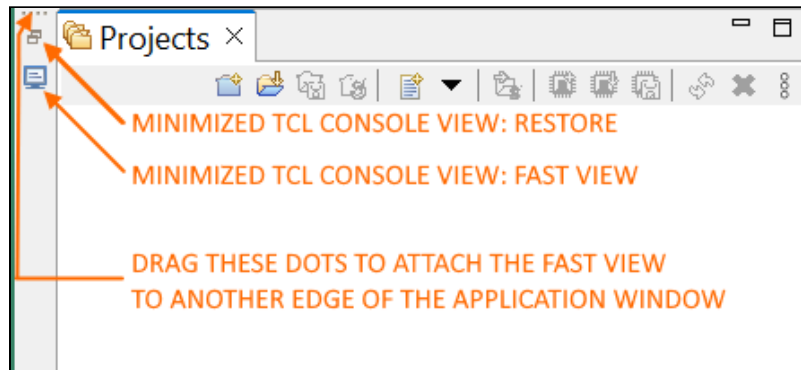 Projects
MINIMIZED TCL CONSOLE VIEW: RESTORE
MINIMIZED TCL CONSOLE VIEW: FAST VIEW
DRAG THESE DOTS TO ATTACH THE FAST VIEW
TO ANOTHER EDGE OF THE APPLICATION WINDOW